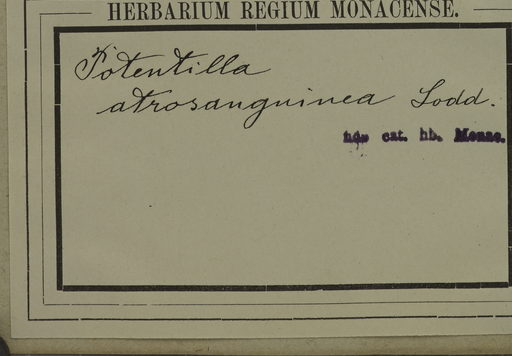 HERBARIUM REGIUM MONACENSE.
Potentilla
atrosanguinea Lodd.
cat. hb. Monac.